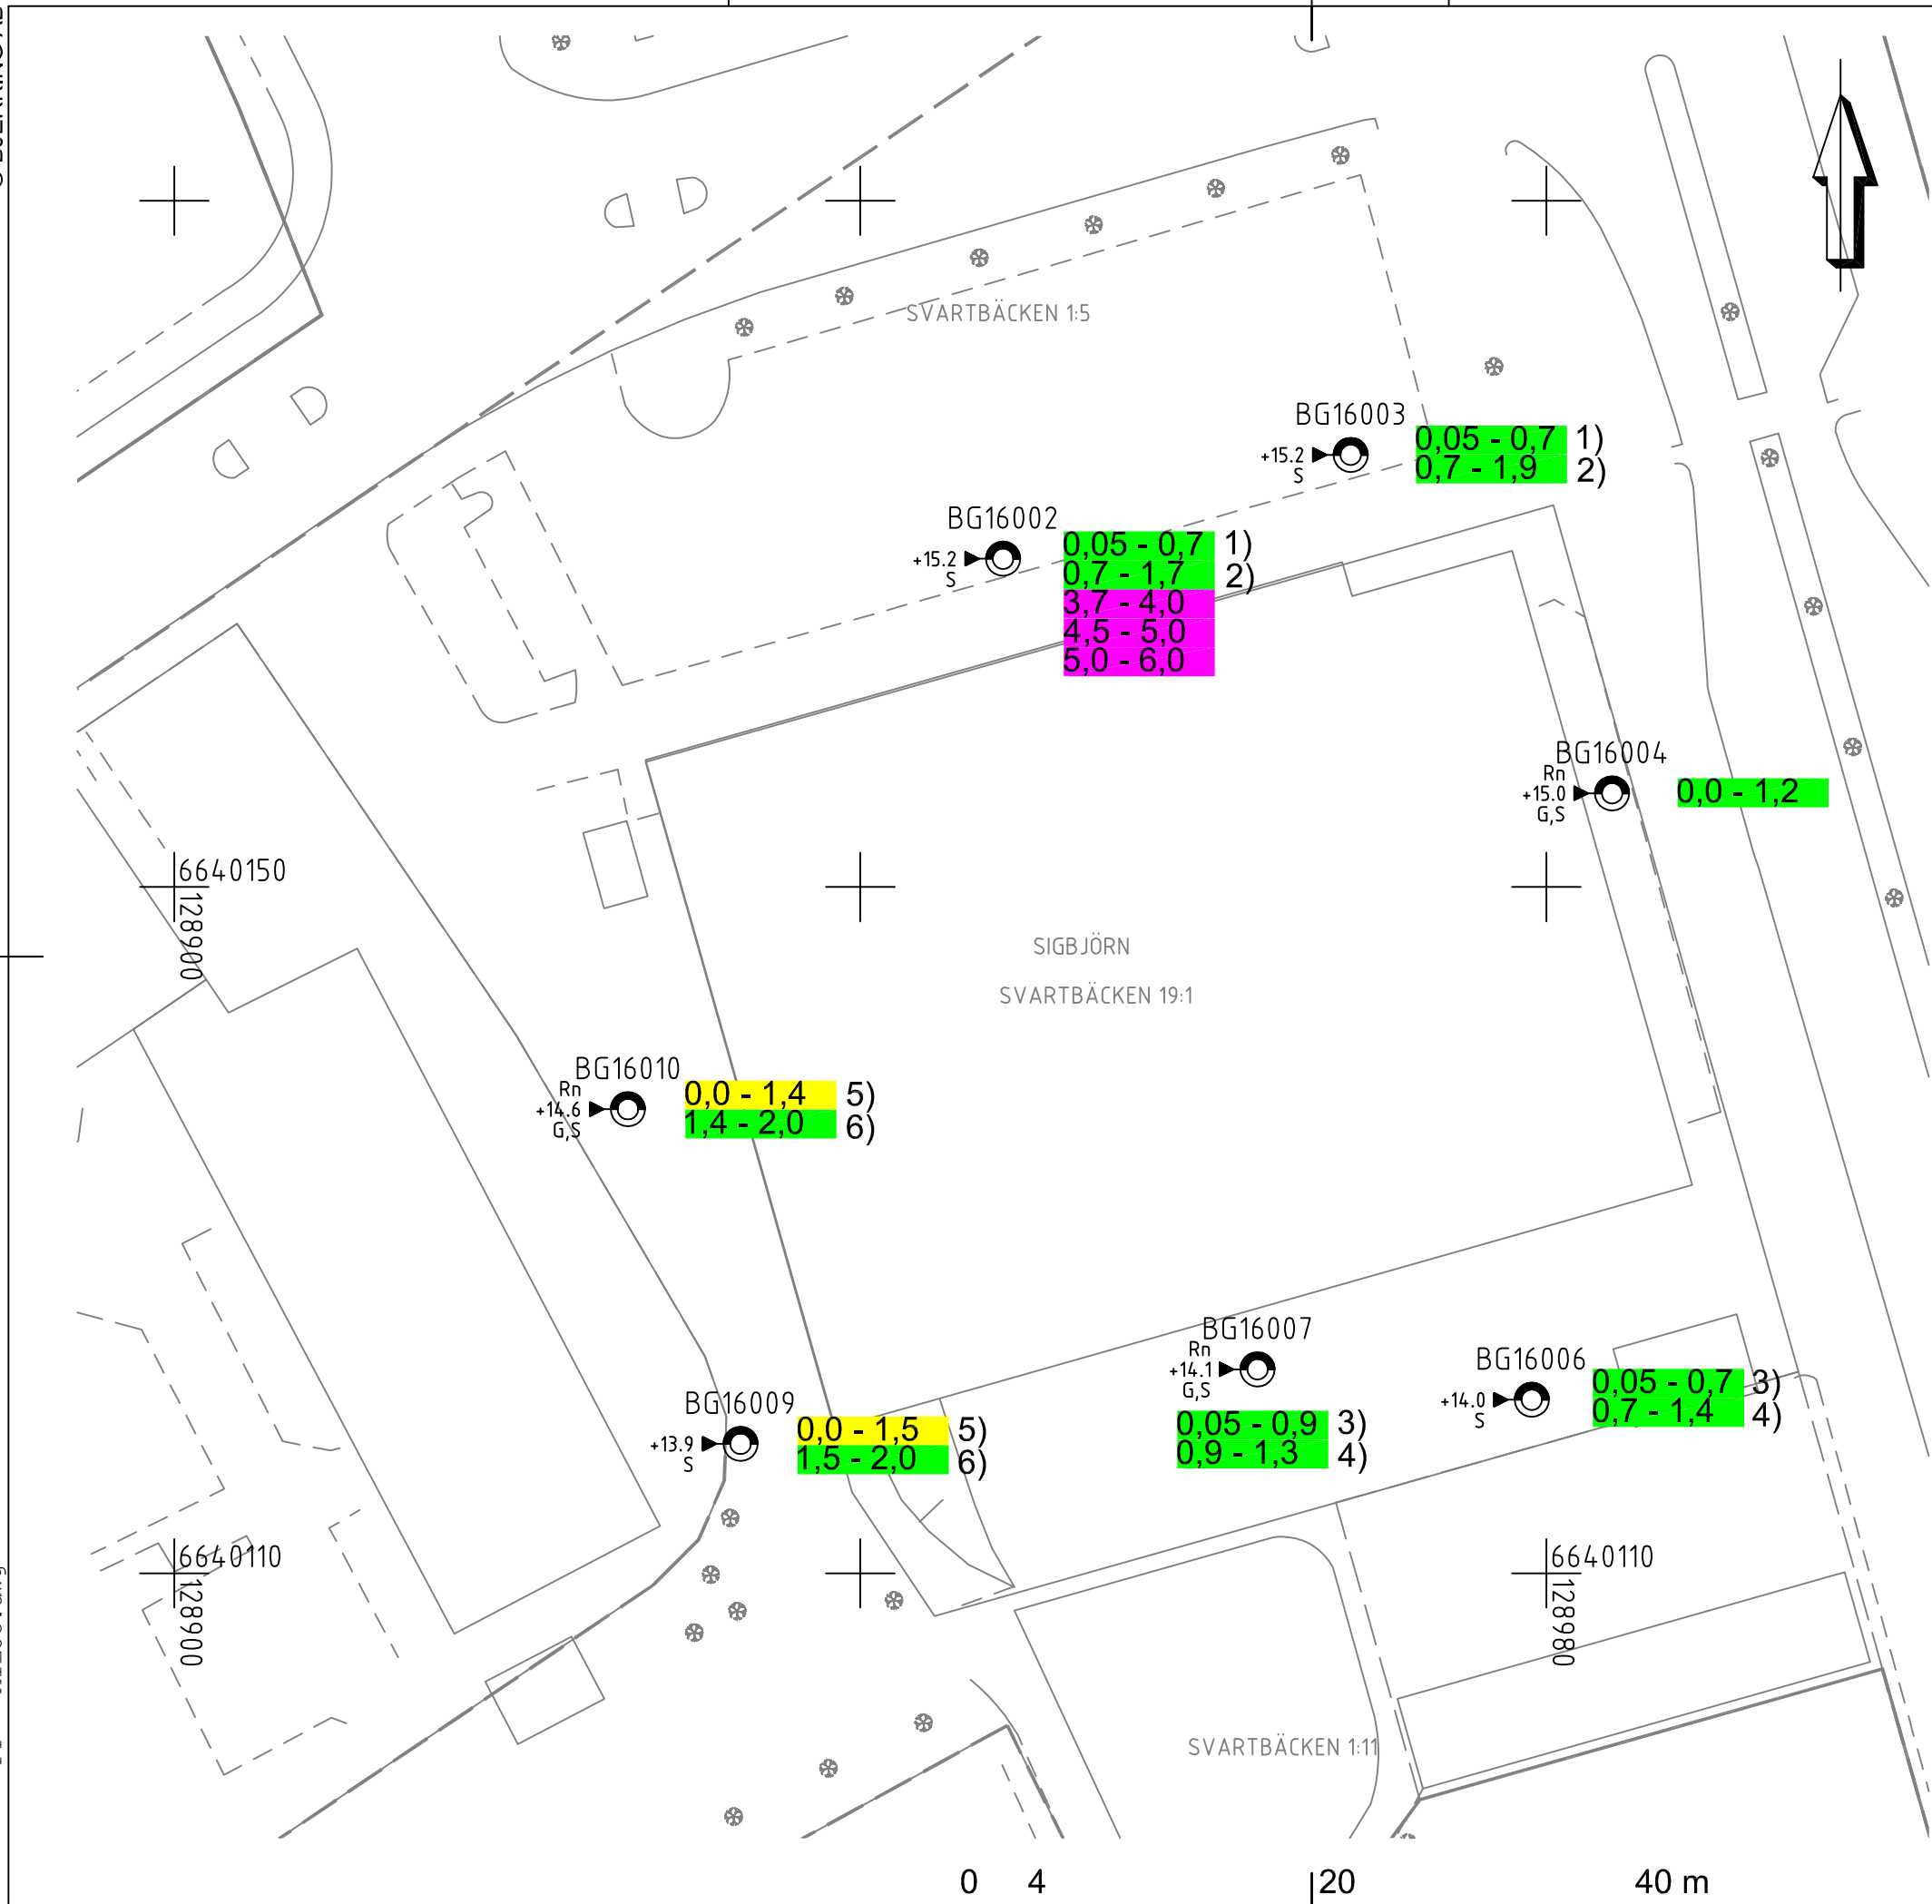 SVARTBÄCKEN 1:5
BG16003
+15.2
S
0,05 - 0,7 1)
0,7 - 1,9 2)
BG16002
+15.2
S
0,05 - 0,7 1)
0,7 - 1,7 2)
3,7 - 4,0
4,5 - 5,0
5,0 - 6,0
BG16004
Rn
+15.0
G,S
0,0 - 1,2
6640150
128900
SIGBJÖRN
SVARTBÄCKEN 19:1
BG16010
Rn
+14.6
G,S
0,0 - 1,4 5)
1,4 - 2,0 6)
BG16007
Rn
+14.1
G,S
0,05 - 0,9 3)
0,9 - 1,3 4)
BG16006
+14.0
S
0,05 - 0,7 3)
0,7 - 1,4 4)
BG16009
+13.9
S
0,0 - 1,5 5)
1,5 - 2,0 6)
6640110
128900
6640110
128980
SVARTBÄCKEN 1:11
0 4 20 40 m